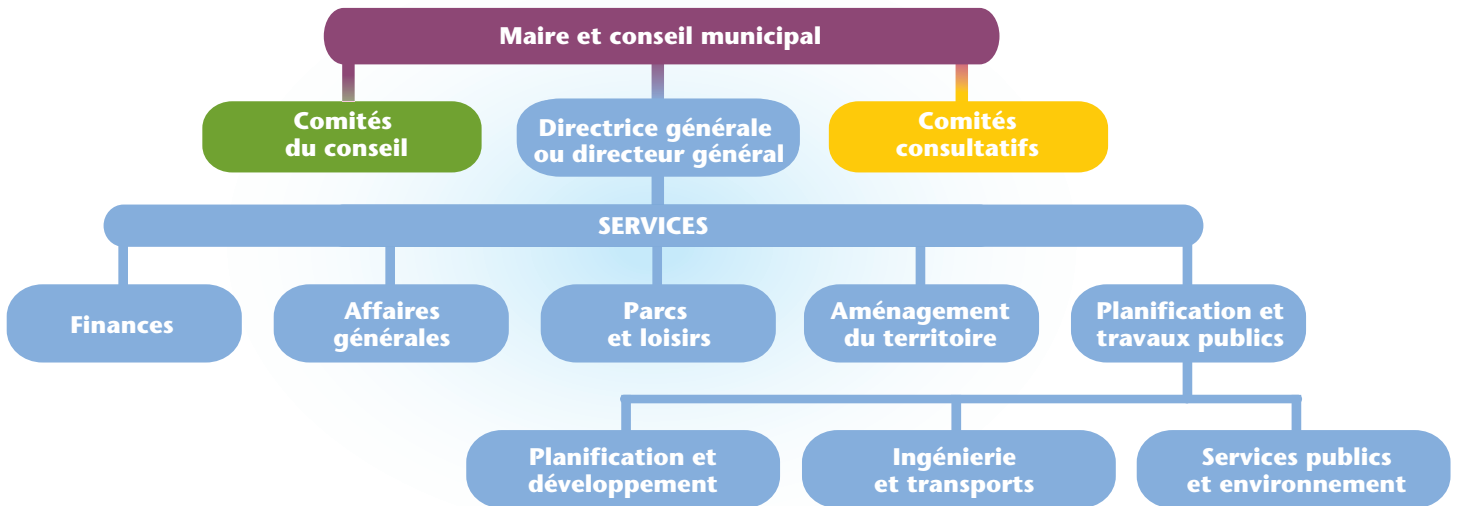 Maire et conseil municipal
Comités
du conseil
Directrice générale
ou directeur général
Comités
consultatifs
SERVICES
Finances
Affaires
générales
Parcs
et loisirs
Aménagement
du territoire
Planification et
travaux publics
Planification et
développement
Ingénierie
et transports
Services publics
et environnement